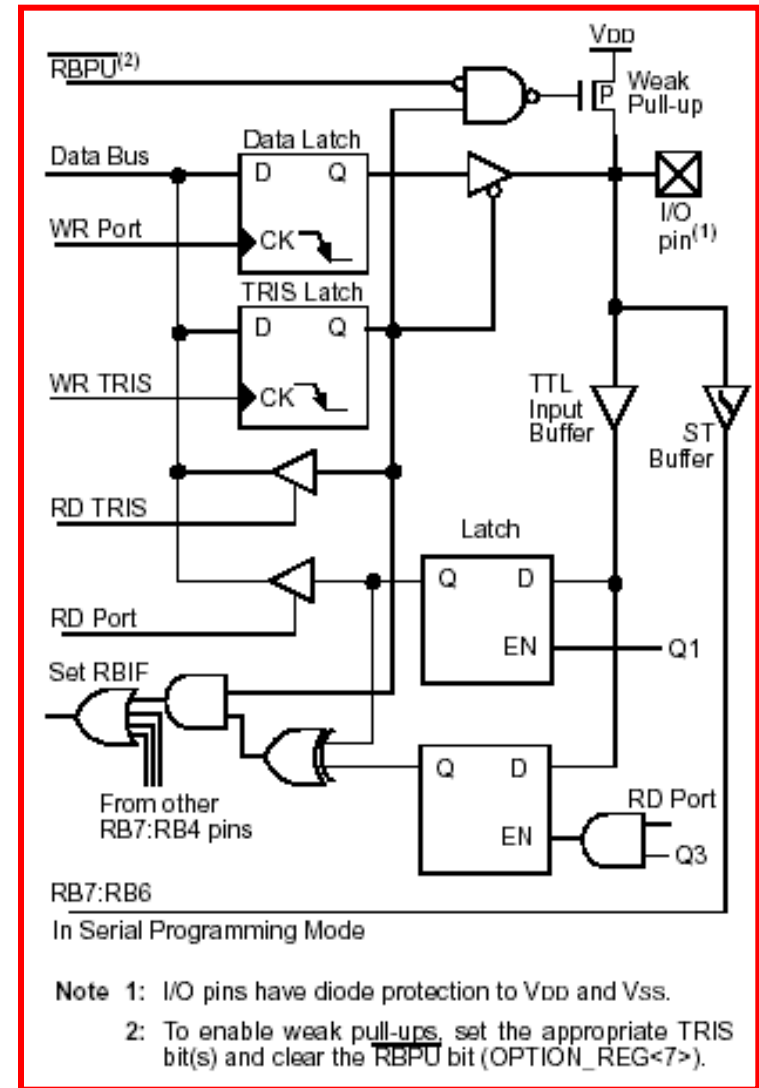 VDD
RBPU(2)
Weak
P
Pull-up
Data Latch
Data Bus
D Q
I/O
pin(1)
WR Port
CK
TRIS Latch
D Q
WR TRIS
CK
TTL
Input
Buffer
ST
Buffer
RD TRIS
Latch
Q D
RD Port
EN
Q1
Set RBIF
Q D
From other
RB7:RB4 pins
RD Port
EN
Q3
RB7:RB6
In Serial Programming Mode
Note 1: I/O pins have diode protection to VDD and VSS.
2: To enable weak pull-ups, set the appropriate TRIS
bit(s) and clear the RBPU bit (OPTION_REG<7>).